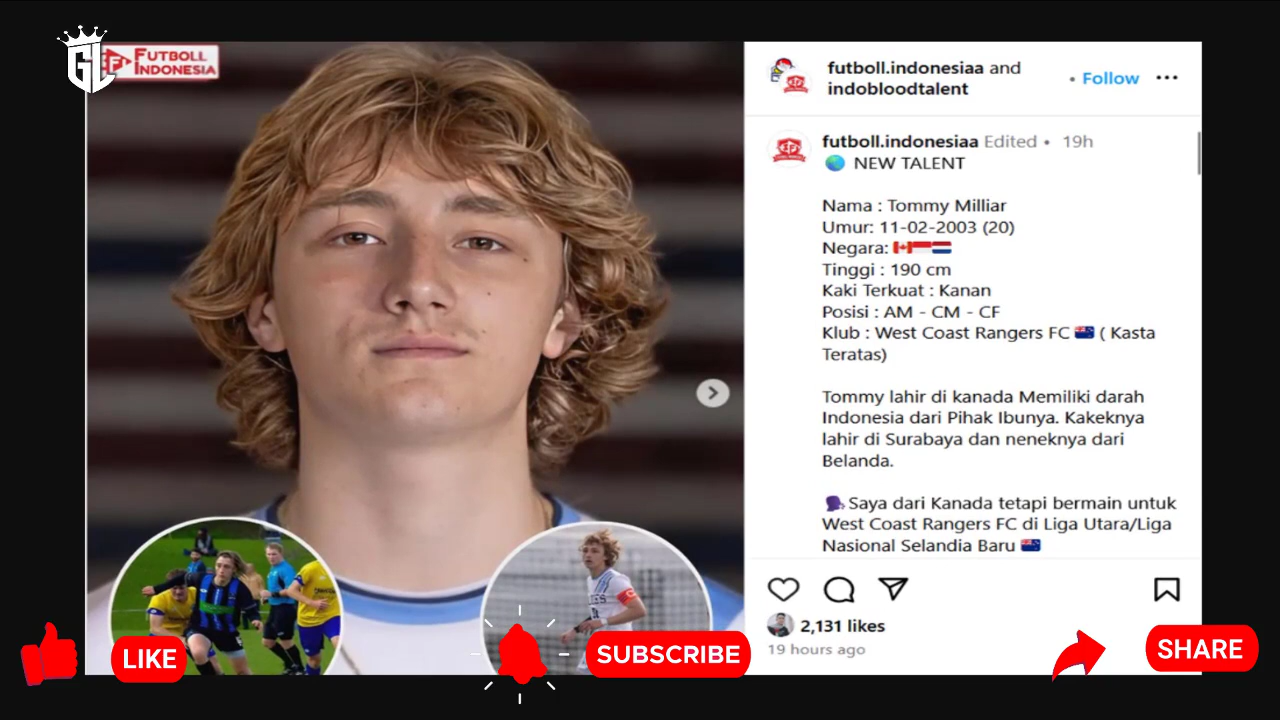 GL
FI FUTBOLL
INDONESIA
futboll.indonesiaa and
indobloodtalent
• Follow •••
futboll.indonesiaa Edited • 19h
🌏 NEW TALENT
Nama : Tommy Milliar
Umur: 11-02-2003 (20)
Negara: 🇨🇦🇮🇩🇳🇱
Tinggi : 190 cm
Kaki Terkuat : Kanan
Posisi : AM - CM - CF
Klub : West Coast Rangers FC 🇳🇿 ( Kasta
Teratas)
Tommy lahir di kanada Memiliki darah
Indonesia dari Pihak Ibunya. Kakeknya
lahir di Surabaya dan neneknya dari
Belanda.
🗣️Saya dari Kanada tetapi bermain untuk
West Coast Rangers FC di Liga Utara/Liga
Nasional Selandia Baru 🇳🇿
2,131 likes
19 hours ago
LIKE
SUBSCRIBE
SHARE